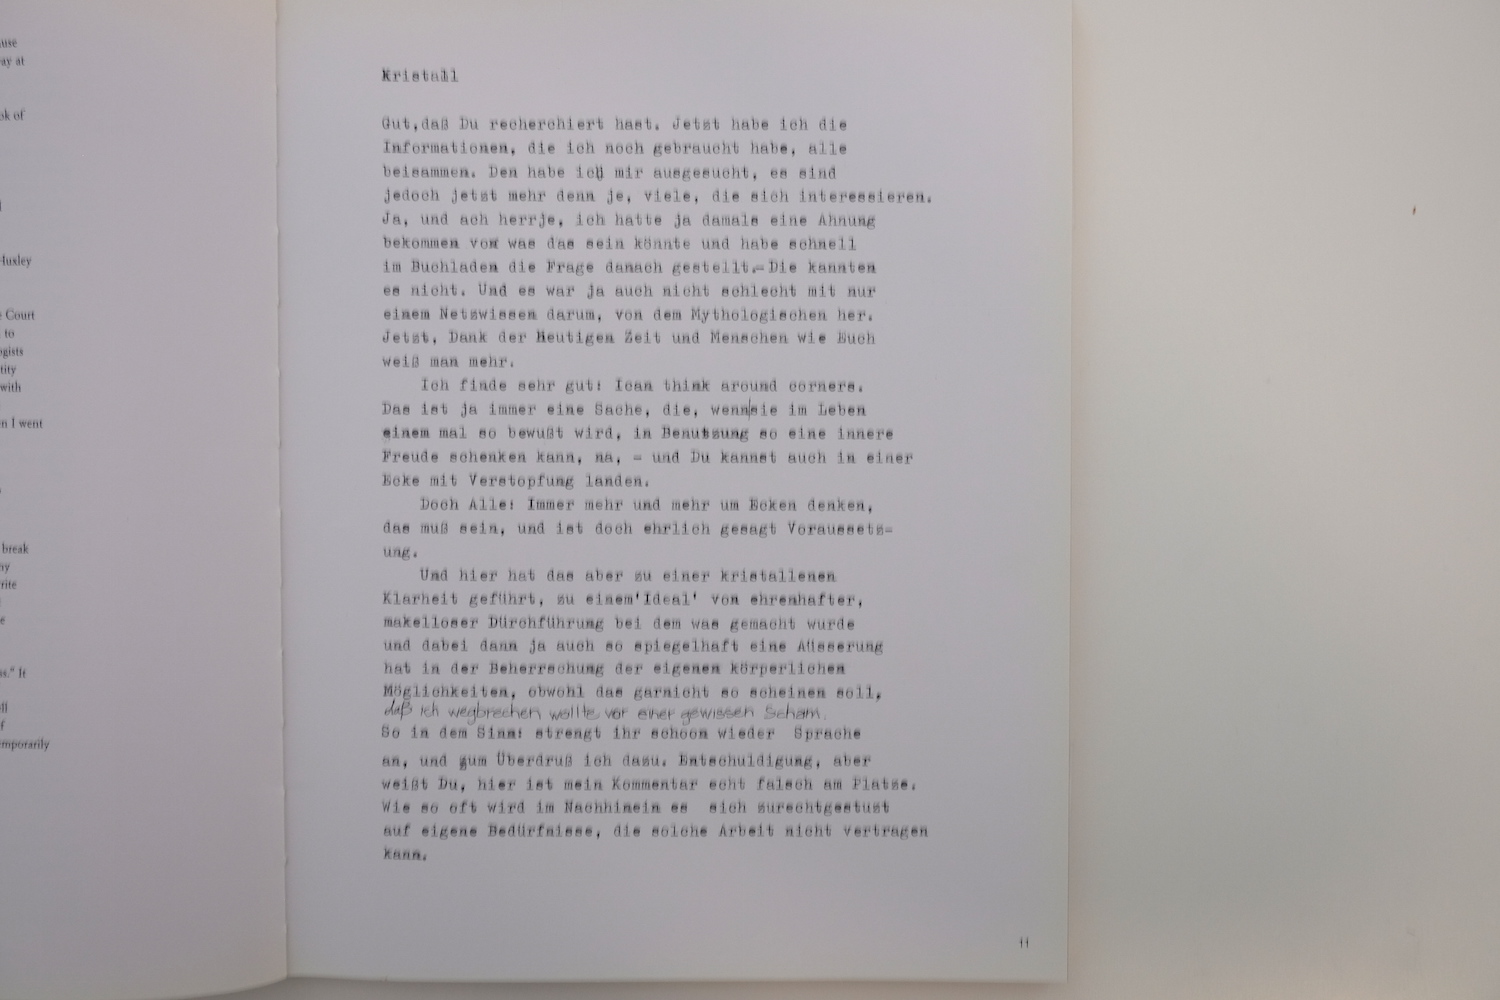 use
ay at
ok of
Huxley
Court
to
gists
tity
with
n I went
break
ny
rite
e
ss." It
ff
f
mporarily
Kristall
Gut,daß Du recherchiert hast. Jetzt habe ich die
Informationen, die ich noch gebraucht habe, alle
beisammen. Den habe ich mir ausgesucht, es sind
jedoch jetzt mehr denn je, viele, die sich interessieren.
Ja, und ach herrje, ich hatte ja damals eine Ahnung
bekommen von was das sein könnte und habe schnell
im Buchladen die Frage danach gestellt.-Die kannten
es nicht. Und es war ja auch nicht schlecht mit nur
einem Netzwissen darum, von dem Mythologischen her.
Jetzt, Dank der Heutigen Zeit und Menschen wie Euch
weiß man mehr.
Ich finde sehr gut: Ican think around corners.
Das ist ja immer eine Sache, die, wenn sie im Leben
einem mal so bewußt wird, in Benutzung so eine innere
Freude schenken kann, na, - und Du kannst auch in einer
Ecke mit Verstopfung landen.
Doch Alle: Immer mehr und mehr um Ecken denken,
das muß sein, und ist doch ehrlich gesagt Voraussetz-
ung.
Und hier hat das aber zu einer kristallenen
Klarheit geführt, zu einem'Ideal' von ehrenhafter,
makelloser Dürchführung bei dem was gemacht wurde
und dabei dann ja auch so spiegelhaft eine Aüsserung
hat in der Beherrschung der eigenen körperlichen
Möglichkeiten, obwohl das garnicht so scheinen soll,
daß ich wegbrechen wollte vor einer gewissen Scham.
So in dem Sinn: strengt ihr schoon wieder Sprache
an, und zum Überdruß ich dazu. Entschuldigung, aber
weißt Du, hier ist mein Kommentar echt falsch am Platze.
Wie so oft wird im Nachhinein es sich zurechtgestuzt
auf eigene Bedürfnisse, die solche Arbeit nicht vertragen
kann.
11